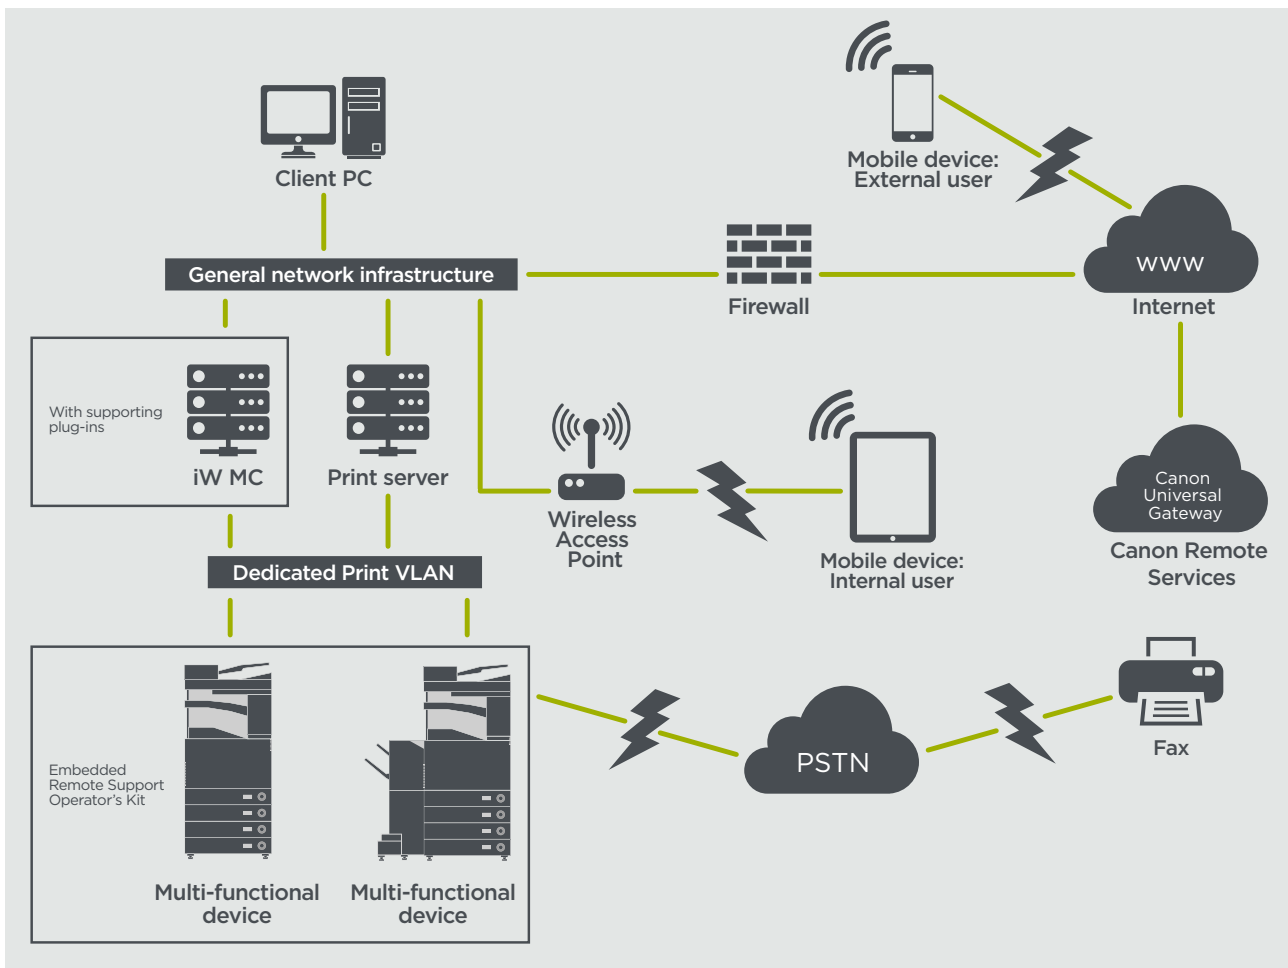 Client PC
Mobile device:
External user
General network infrastructure
Firewall
www
Internet
With supporting
plug-ins
iW MC
Print server
Wireless
Access
Point
Mobile device:
Internal user
Canon
Universal
Gateway
Canon Remote
Services
Dedicated Print VLAN
Embedded
Remote Support
Operator's Kit
Multi-functional
device
Multi-functional
device
PSTN
Fax